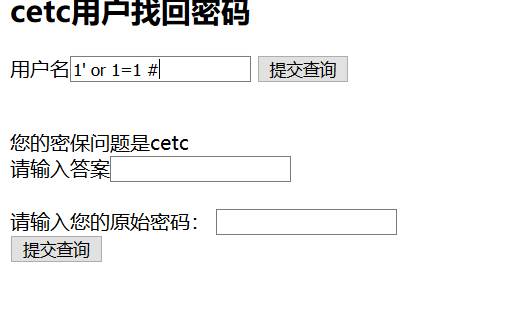 cetc用户找回密码
用户名 1' or 1=1 # 提交查询
您的密保问题是cetc
请输入答案
请输入您的原始密码：
提交查询